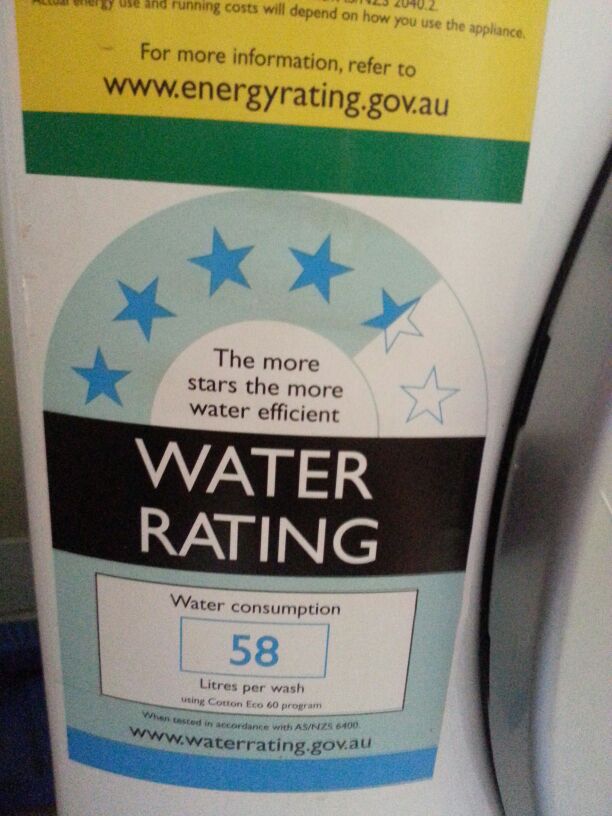 Actual energy use and running costs will depend on how you use the appliance.
For more information, refer to
www.energyrating.gov.au
The more
stars the more
water efficient
WATER
RATING
Water consumption
58
Litres per wash
using Cotton Eco 60 program
When tested in accordance with AS/NZS 6400.
www.waterrating.gov.au